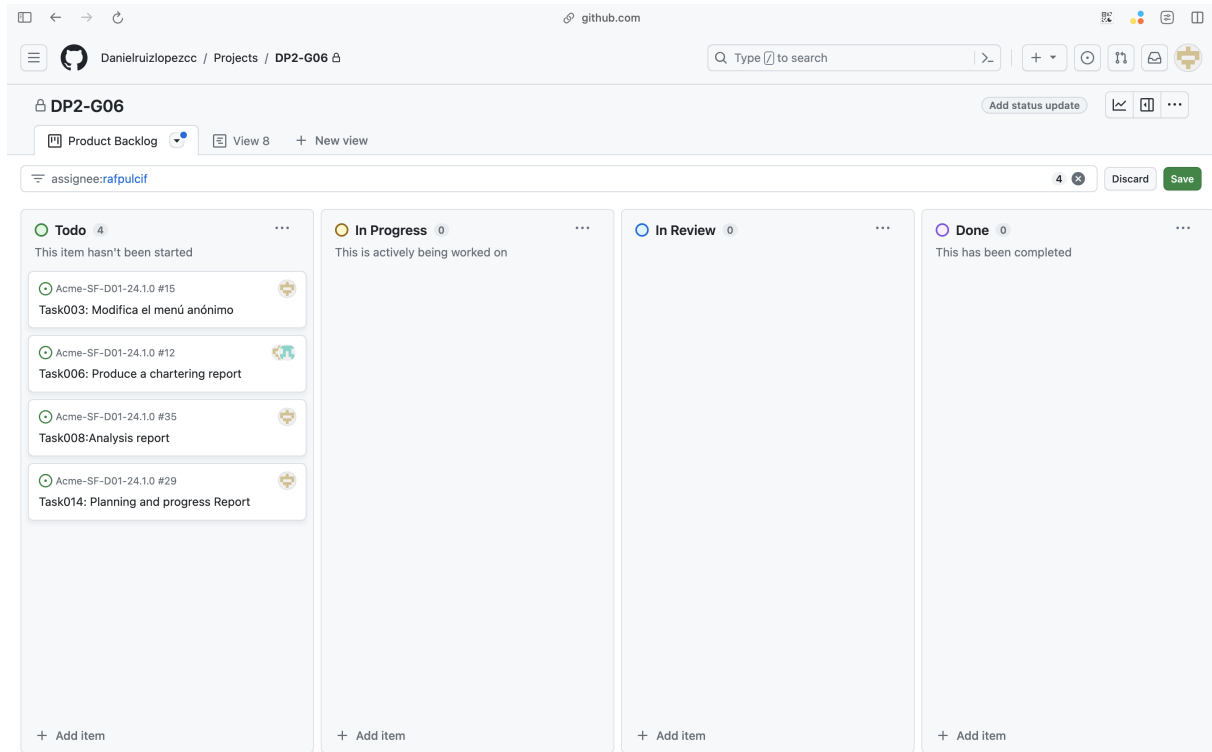 github.com
Danielruizlopezcc / Projects / DP2-G06
Type / to search
DP2-G06
Add status update
Product Backlog
View 8
+ New view
assignee:rafpulcif
4
Discard
Save
Todo 4
This item hasn't been started
Acme-SF-D01-24.1.0 #15
Task003: Modifica el menú anónimo
Acme-SF-D01-24.1.0 #12
Task006: Produce a chartering report
Acme-SF-D01-24.1.0 #35
Task008:Analysis report
Acme-SF-D01-24.1.0 #29
Task014: Planning and progress Report
+ Add item
In Progress 0
This is actively being worked on
+ Add item
In Review 0
+ Add item
Done 0
This has been completed
+ Add item